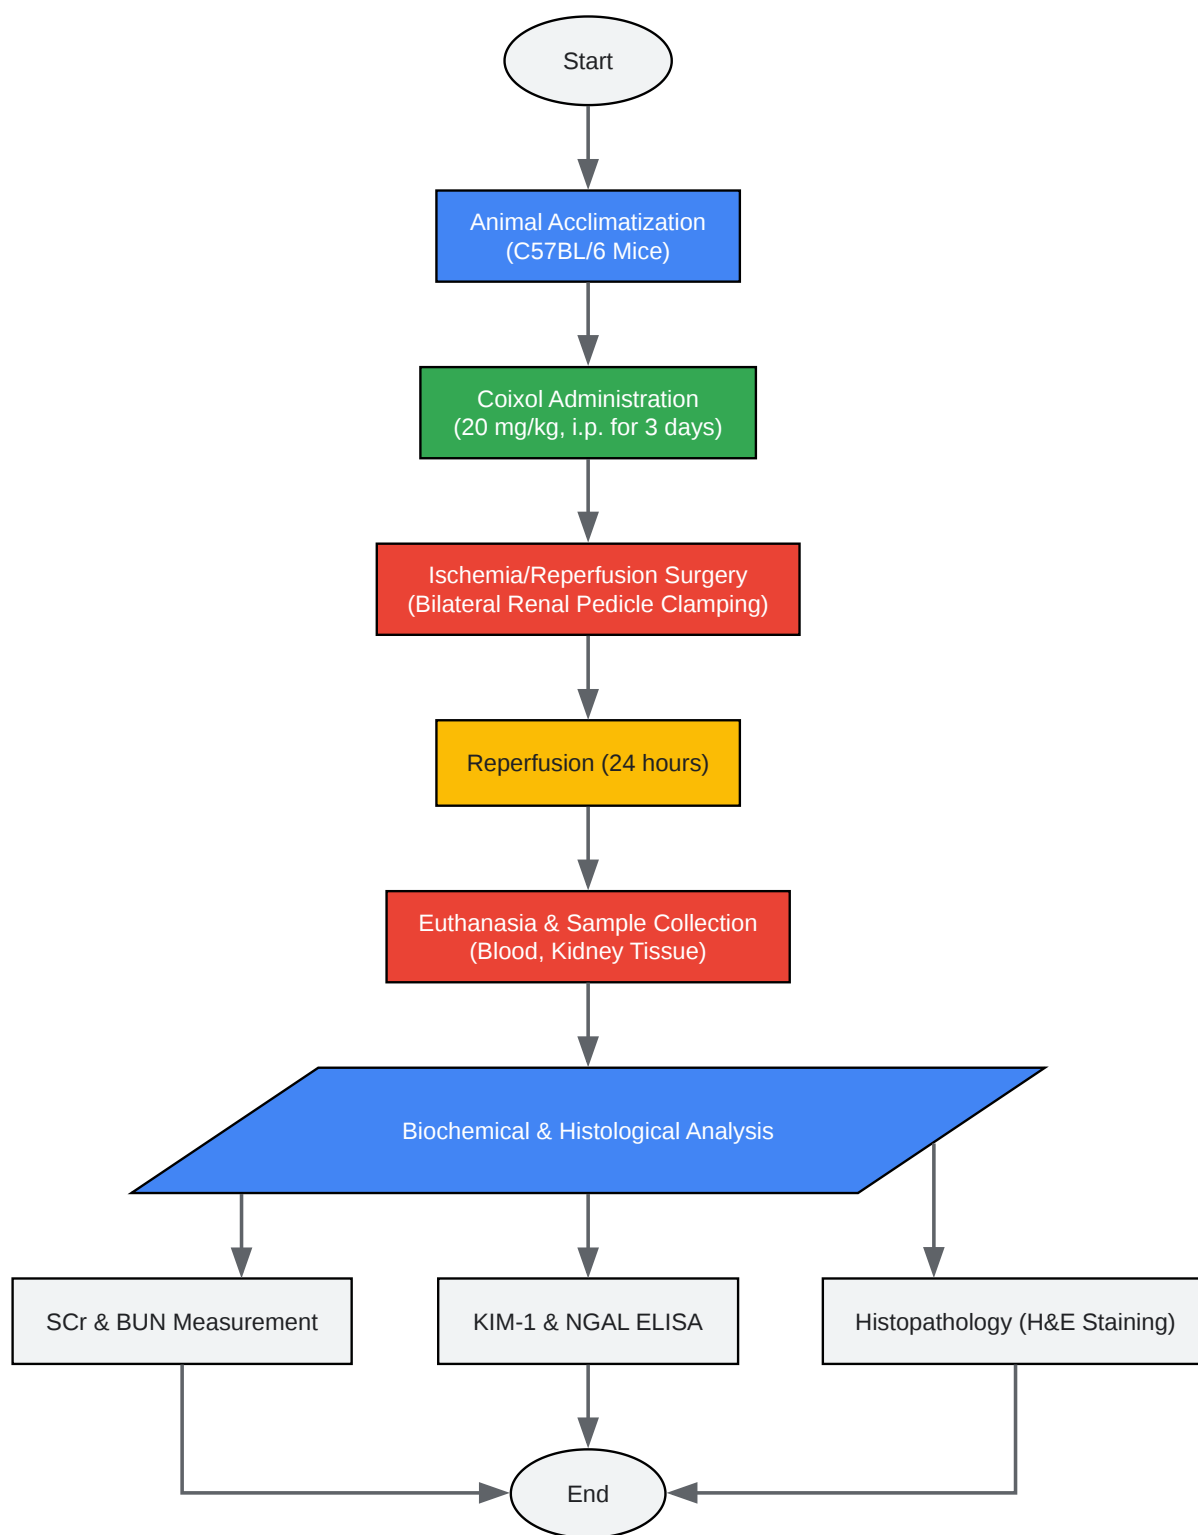 Start
Animal Acclimatization
(C57BL/6 Mice)
Coixol Administration
(20 mg/kg, i.p. for 3 days)
Ischemia/Reperfusion Surgery
(Bilateral Renal Pedicle Clamping)
Reperfusion (24 hours)
Euthanasia & Sample Collection
(Blood, Kidney Tissue)
Biochemical & Histological Analysis
SCr & BUN Measurement
KIM-1 & NGAL ELISA
Histopathology (H&E Staining)
End